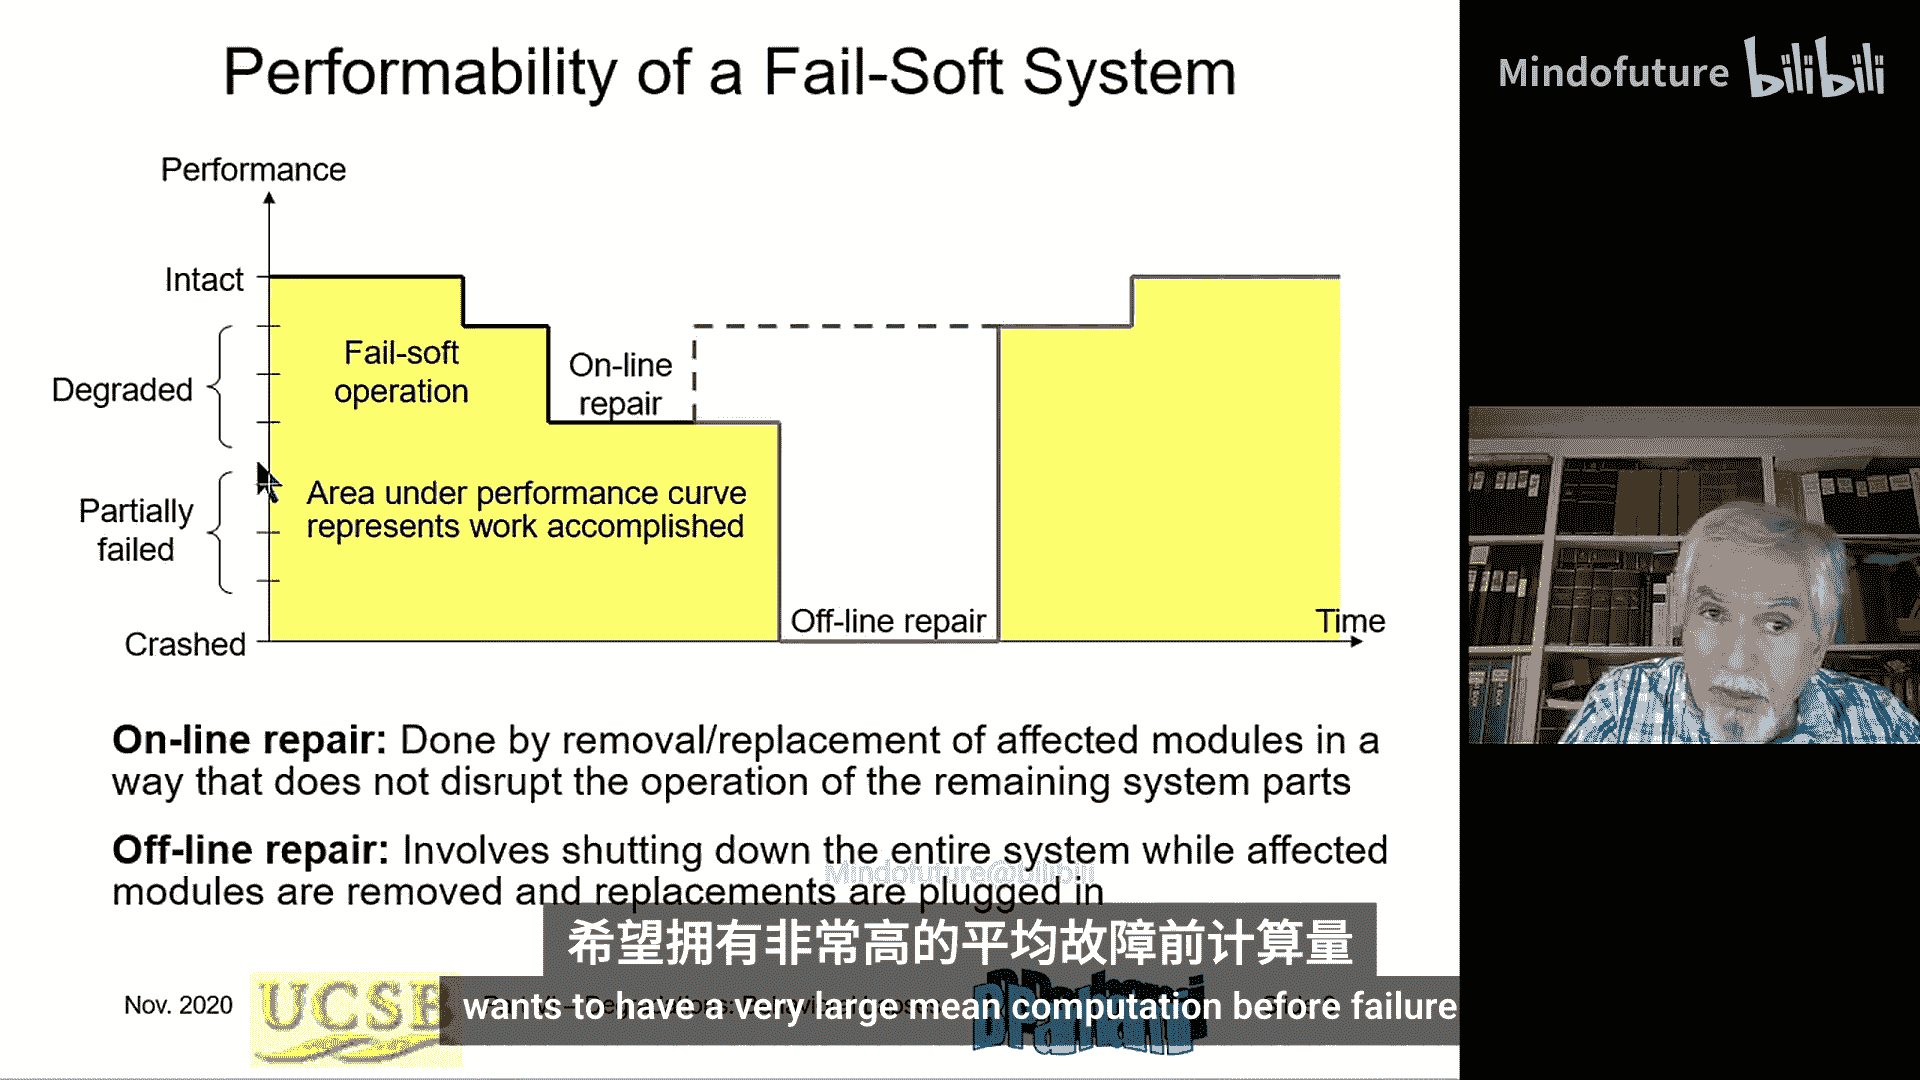 Performability of a Fail-Soft System
Mindofuture bilibili
Performance
Intact
Fail-soft
operation
On-line
repair
Degraded
Area under performance curve
represents work accomplished
Partially
failed
Off-line repair
Time
Crashed
On-line repair: Done by removal/replacement of affected modules in a
way that does not disrupt the operation of the remaining system parts
Off-line repair: Involves shutting down the entire system while affected
modules are removed and replacements are plugged in
Mindofuture@bilibili
希望拥有非常高的平均故障前计算量
wants to have a very large mean computation before failure
Nov. 2020
UCSB